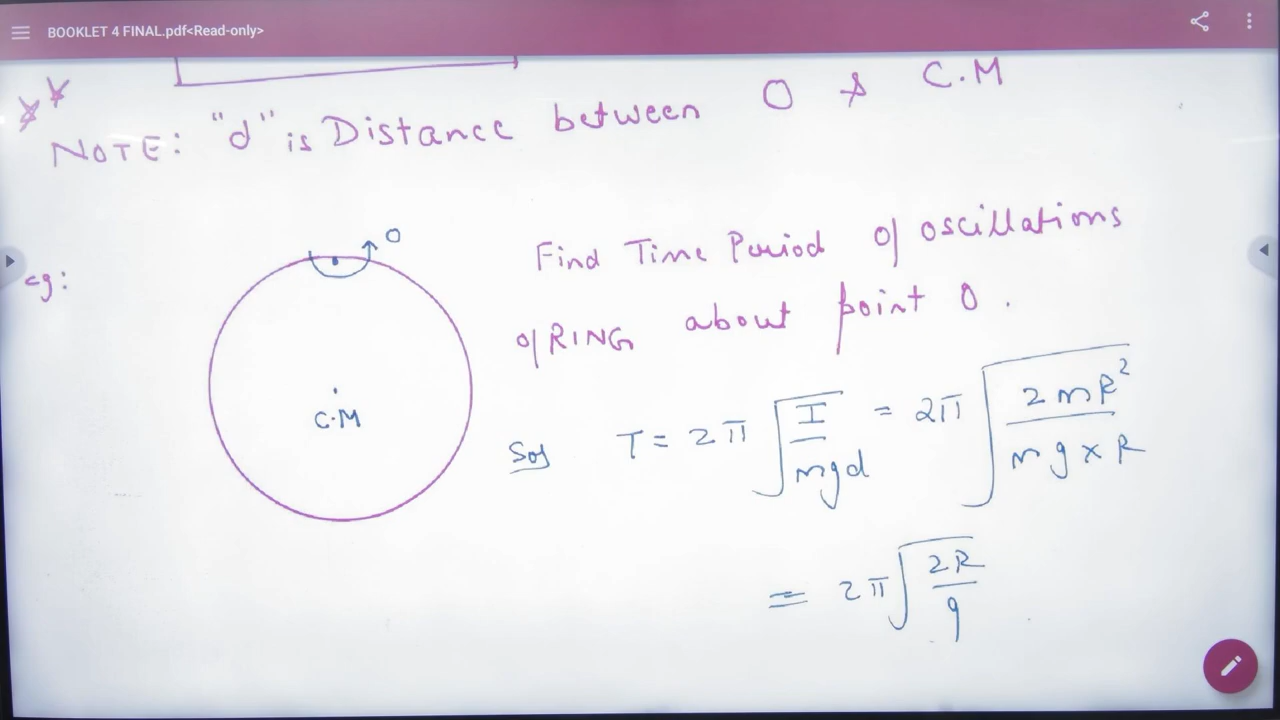 BOOKLET 4 FINAL.pdf<Read-only>
NOTE: "d" is Distance between O & C.M
eg:
O
C.M
Find Time Period of oscillations
of RING about point O.
Sol T = 2π √(I/mgd) = 2π √(2mR²/mg×R)
= 2π √(2R/g)